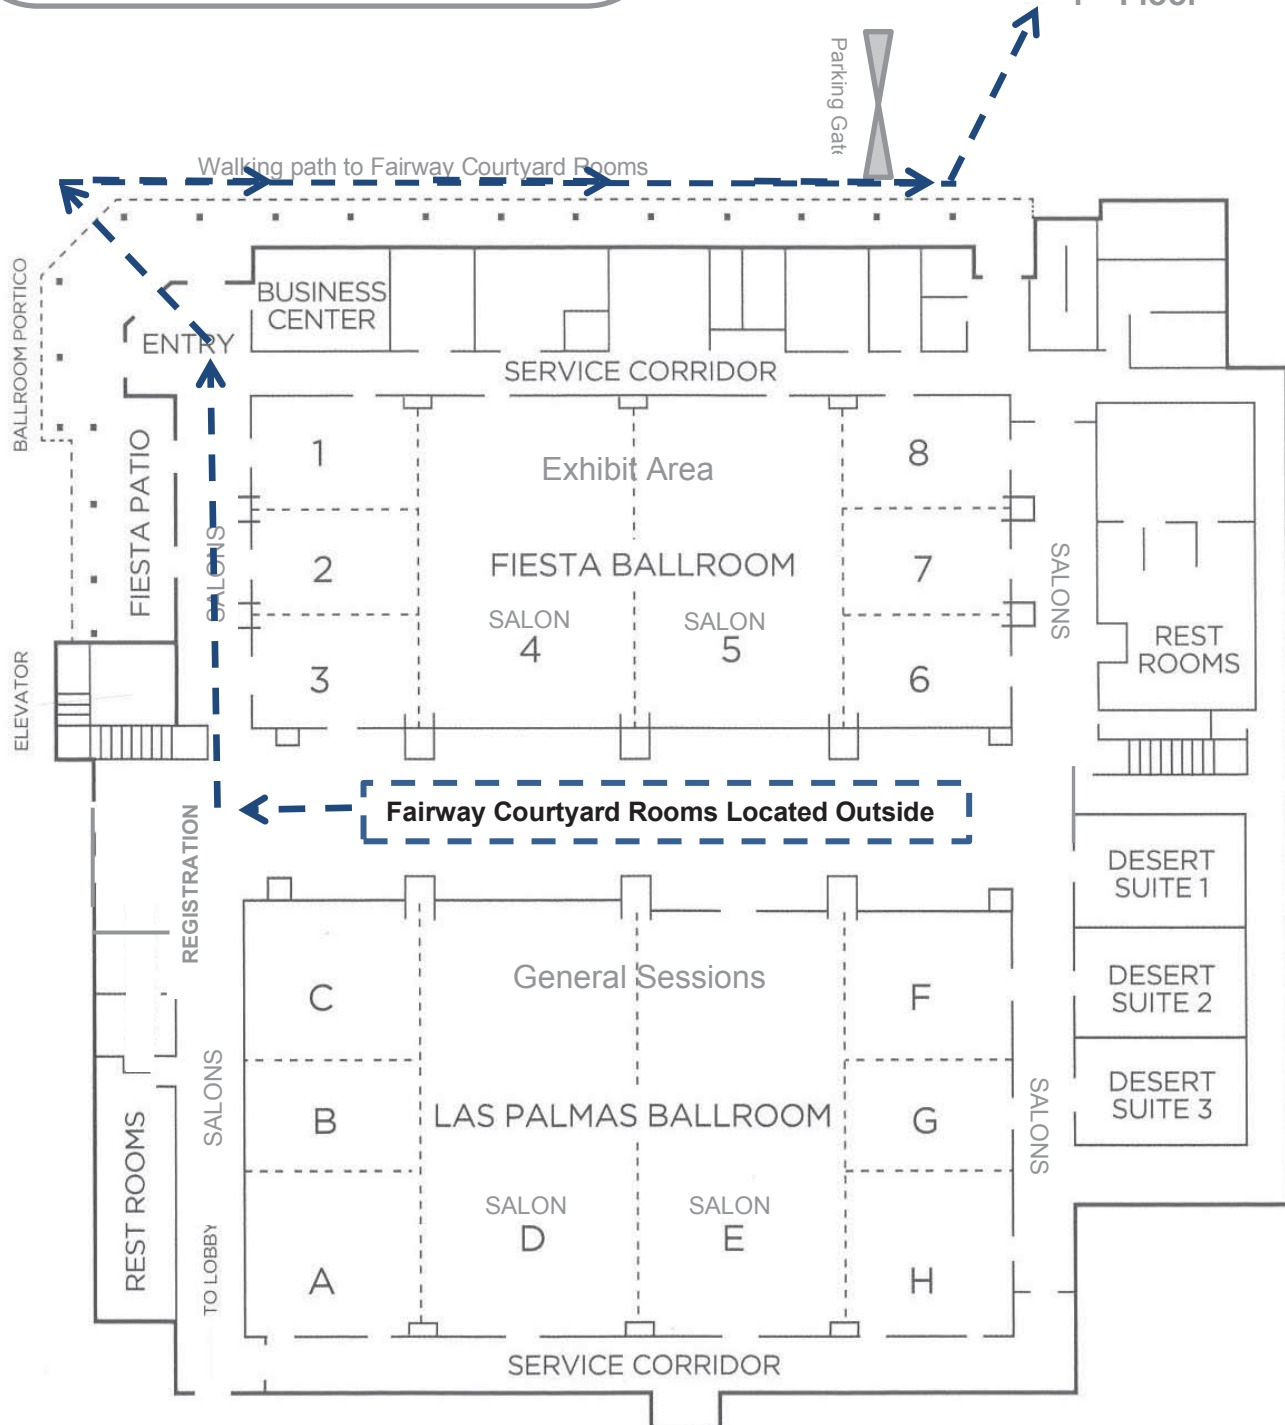 Floor
Parking Gate
Walking path to Fairway Courtyard Rooms
BALLROOM PORTICO
BUSINESS
CENTER
ENTRY
SERVICE CORRIDOR
FIESTA PATIO
SALONS
1
Exhibit Area
8
2
FIESTA BALLROOM
7
SALONS
SALON
4
SALON
5
3
6
REST
ROOMS
ELEVATOR
Fairway Courtyard Rooms Located Outside
REGISTRATION
DESERT
SUITE 1
C
General Sessions
F
DESERT
SUITE 2
SALONS
B
LAS PALMAS BALLROOM
G
SALONS
DESERT
SUITE 3
REST ROOMS
TO LOBBY
SALON
D
SALON
E
A
H
SERVICE CORRIDOR